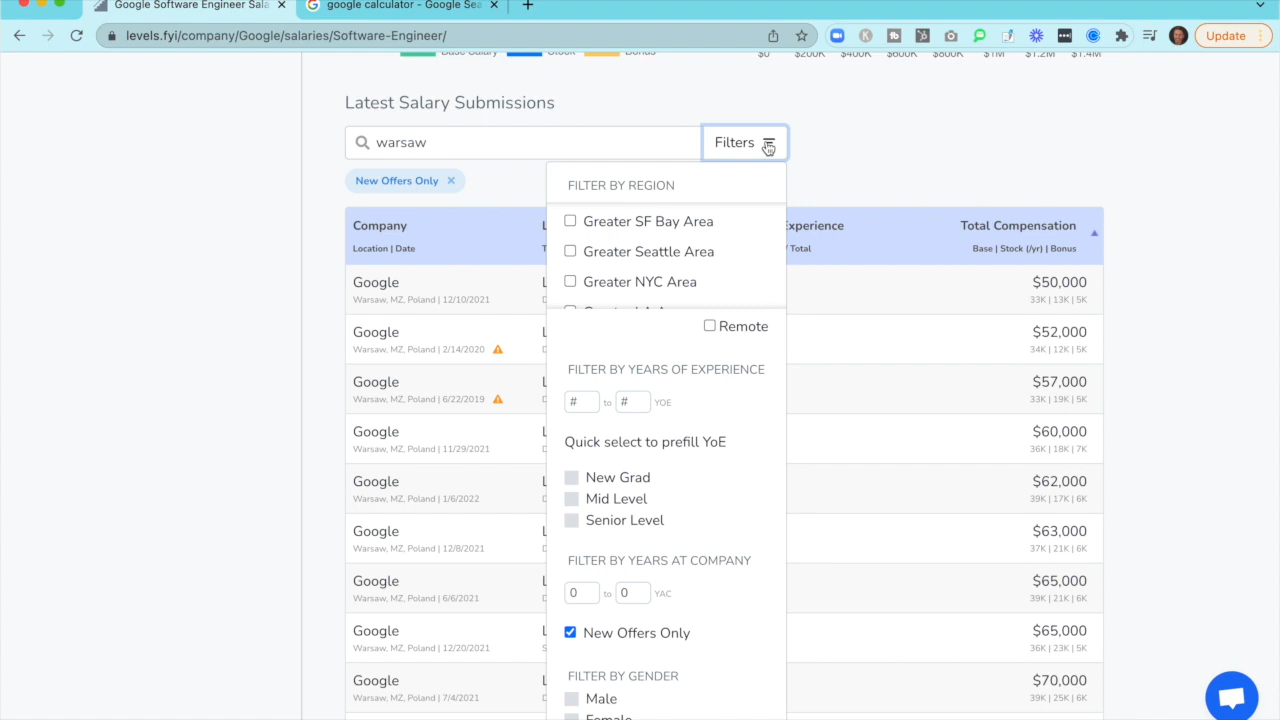 Google Software Engineer Sala
google calculator - Google Sea
levels.fyi/company/Google/salaries/Software-Engineer/
Update
Base Salary Stock Bonus
$0 $200K $400K $600K $800K $1M $1.2M $1.4M
Latest Salary Submissions
warsaw
Filters
New Offers Only
FILTER BY REGION
Greater SF Bay Area
Greater Seattle Area
Greater NYC Area
Remote
FILTER BY YEARS OF EXPERIENCE
# to # YOE
Quick select to prefill YoE
New Grad
Mid Level
Senior Level
FILTER BY YEARS AT COMPANY
0 to 0 YAC
New Offers Only
FILTER BY GENDER
Male
Female
Company Experience Total Compensation
Location | Date / Total Base | Stock (/yr) | Bonus
Google $50,000
Warsaw, MZ, Poland | 12/10/2021 33K | 13K | 5K
Google $52,000
Warsaw, MZ, Poland | 2/14/2020 34K | 12K | 5K
Google $57,000
Warsaw, MZ, Poland | 6/22/2019 33K | 19K | 5K
Google $60,000
Warsaw, MZ, Poland | 11/29/2021 36K | 18K | 7K
Google $62,000
Warsaw, MZ, Poland | 1/6/2022 39K | 17K | 6K
Google $63,000
Warsaw, MZ, Poland | 12/8/2021 37K | 21K | 6K
Google $65,000
Warsaw, MZ, Poland | 6/6/2021 39K | 21K | 6K
Google $65,000
Warsaw, MZ, Poland | 12/20/2021 36K | 23K | 5K
Google $70,000
Warsaw, MZ, Poland | 7/4/2021 39K | 25K | 6K